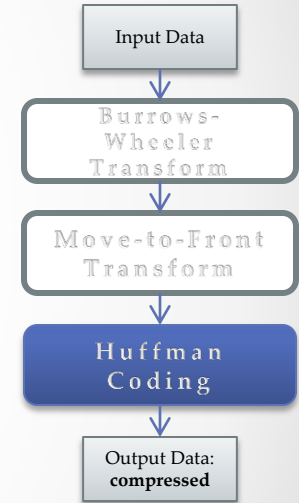 Input Data
Burrows-
Wheeler
Transform
Move-to-Front
Transform
Huffman
Coding
Output Data:
compressed